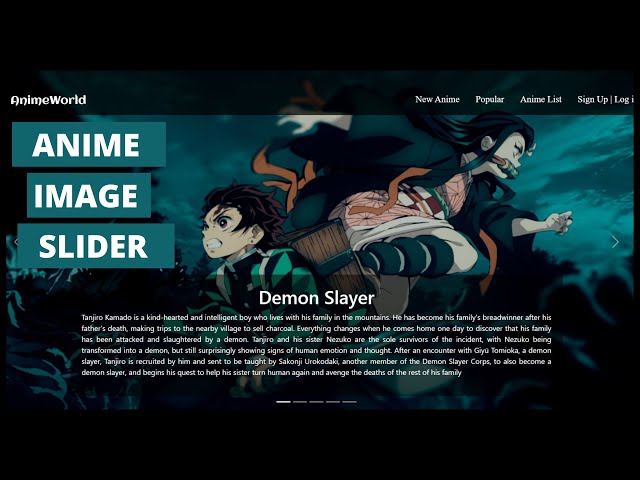 AnimeWorld
New Anime Popular Anime List Sign Up | Log i
ANIME
IMAGE
SLIDER
Demon Slayer
Tanjiro Kamado is a kind-hearted and intelligent boy who lives with his family in the mountains. He has become his family's breadwinner after his
father's death, making trips to the nearby village to sell charcoal. Everything changes when he comes home one day to discover that his family
has been attacked and slaughtered by a demon. Tanjiro and his sister Nezuko are the sole survivors of the incident, with Nezuko being
transformed into a demon, but still surprisingly showing signs of human emotion and thought. After an encounter with Giyū Tomioka, a demon
slayer, Tanjiro is recruited by him and sent to be taught by Sakonji Urokodaki, another member of the Demon Slayer Corps, to also become a
demon slayer, and begins his quest to help his sister turn human again and avenge the deaths of the rest of his family